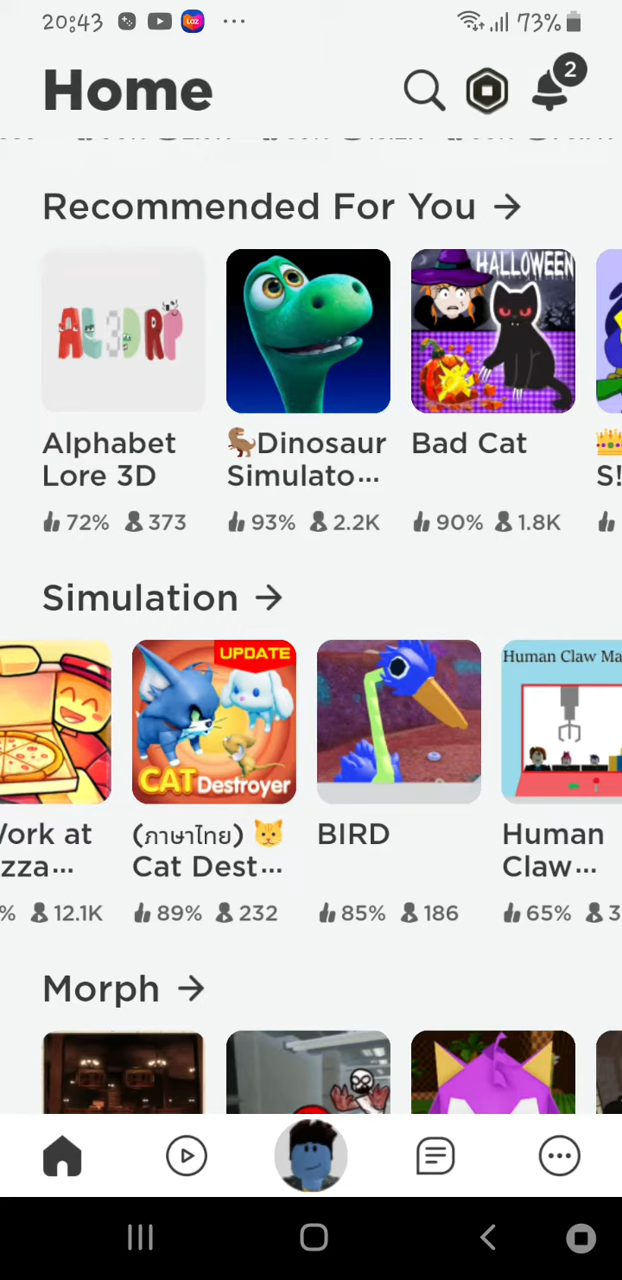 20:43
Laz
73%
Home
2
Recommended For You
HALLOWEEN
Alphabet
Lore 3D
72% 373
🦖Dinosaur
Simulato...
93% 2.2K
Bad Cat
90% 1.8K
👑
S!
Simulation
UPDATE
CAT Destroyer
Human Claw Ma
ork at
zza...
% 12.1K
(ภาษาไทย) 🐱
Cat Dest...
89% 232
BIRD
85% 186
Human
Claw...
65% 3
Morph